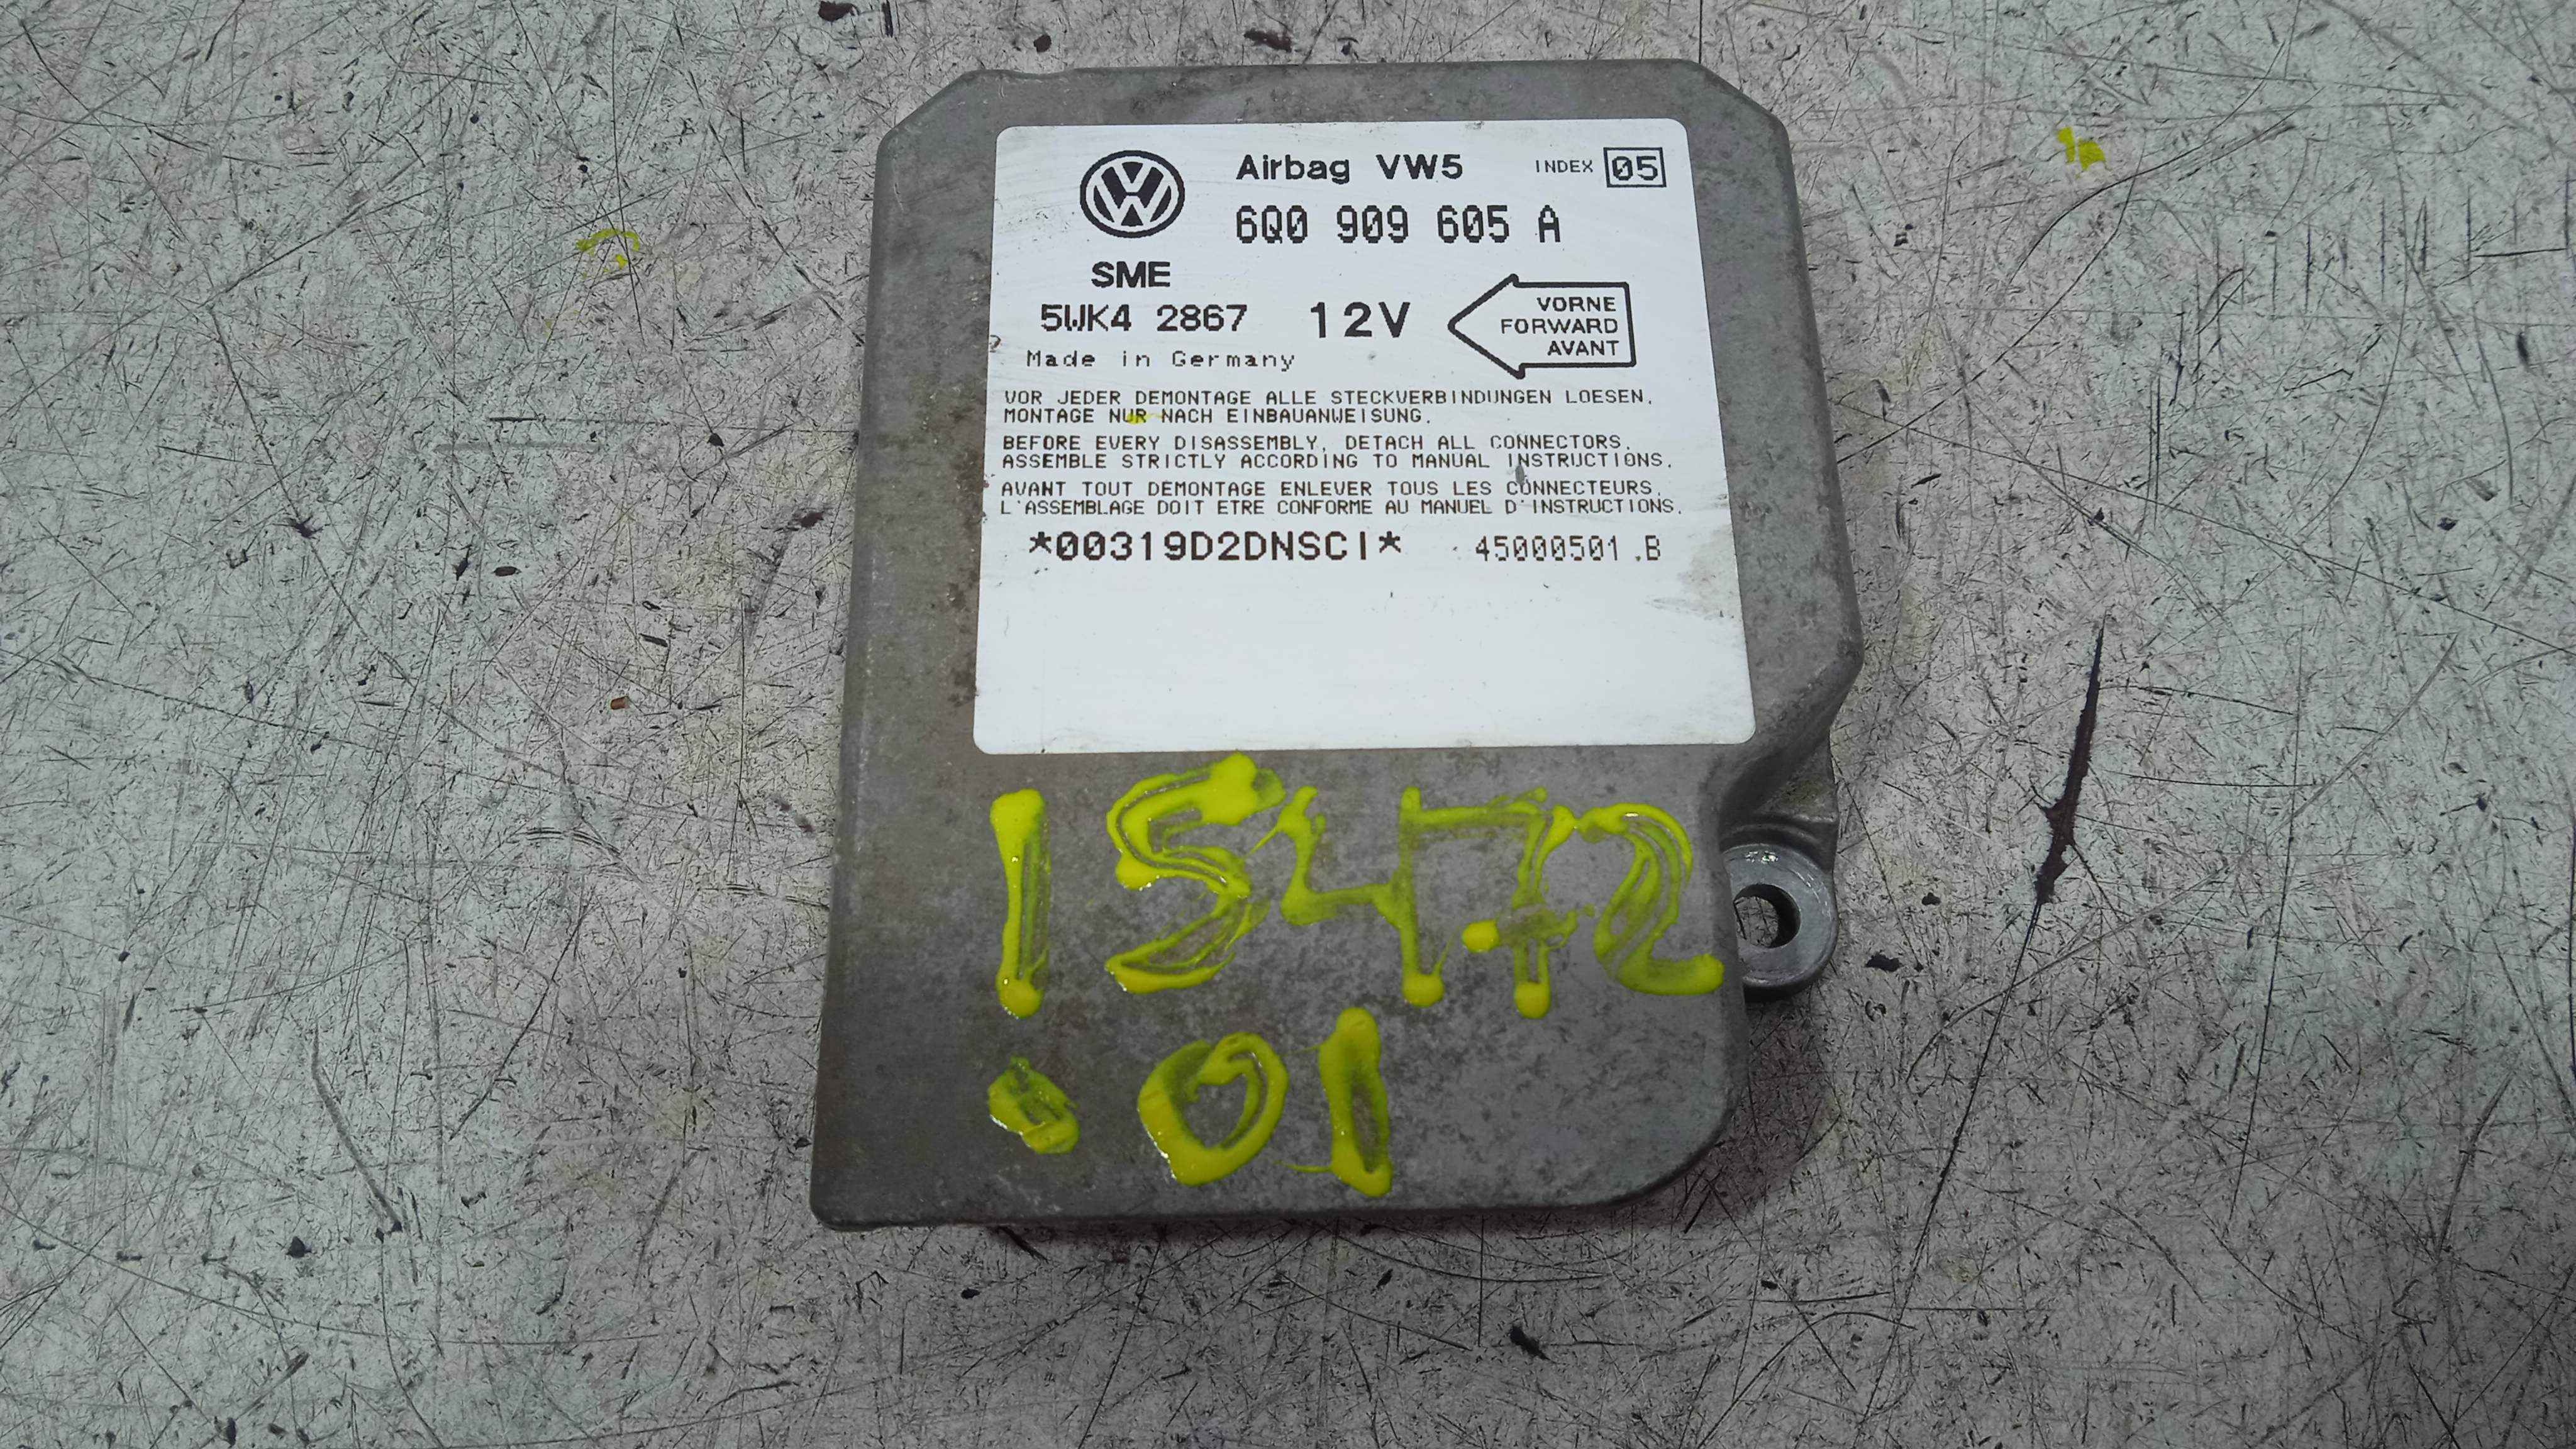 Airbag VW5 INDEX 05
6Q0 909 605 A
SME
5WK4 2867 12V
VORNE
FORWARD
AVANT
Made in Germany
VOR JEDER DEMONTAGE ALLE STECKVERBINDUNGEN LOESEN.
MONTAGE NUR NACH EINBAUANWEISUNG.
BEFORE EVERY DISASSEMBLY, DETACH ALL CONNECTORS.
ASSEMBLE STRICTLY ACCORDING TO MANUAL INSTRUCTIONS.
AVANT TOUT DEMONTAGE ENLEVER TOUS LES CONNECTEURS.
L'ASSEMBLAGE DOIT ETRE CONFORME AU MANUEL D'INSTRUCTIONS.
*00319D2DNSCI* 45000501 .B
15472
.01